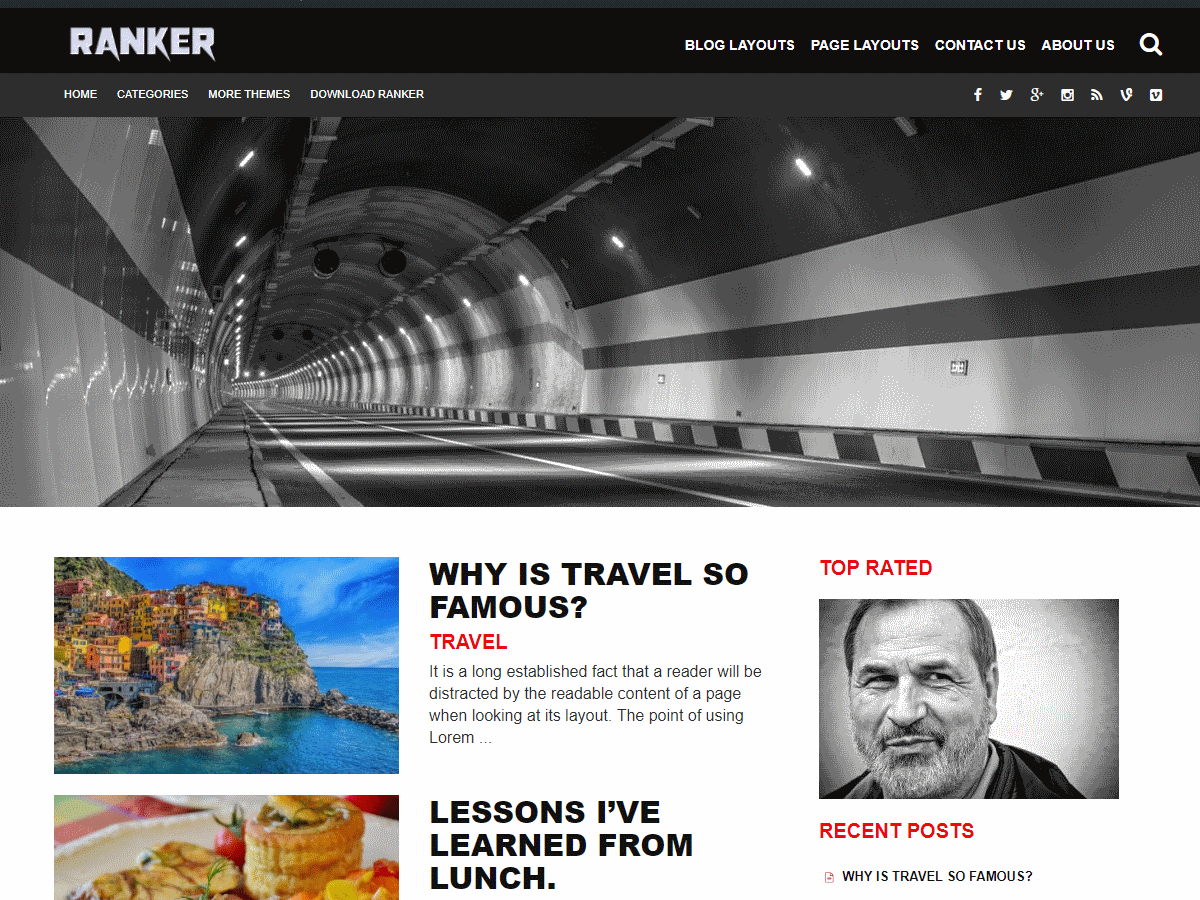 RANKER
BLOG LAYOUTS PAGE LAYOUTS CONTACT US ABOUT US
HOME CATEGORIES MORE THEMES DOWNLOAD RANKER
WHY IS TRAVEL SO
FAMOUS?
TRAVEL
It is a long established fact that a reader will be
distracted by the readable content of a page
when looking at its layout. The point of using
Lorem ...
LESSONS I’VE
LEARNED FROM
LUNCH.
TOP RATED
RECENT POSTS
WHY IS TRAVEL SO FAMOUS?